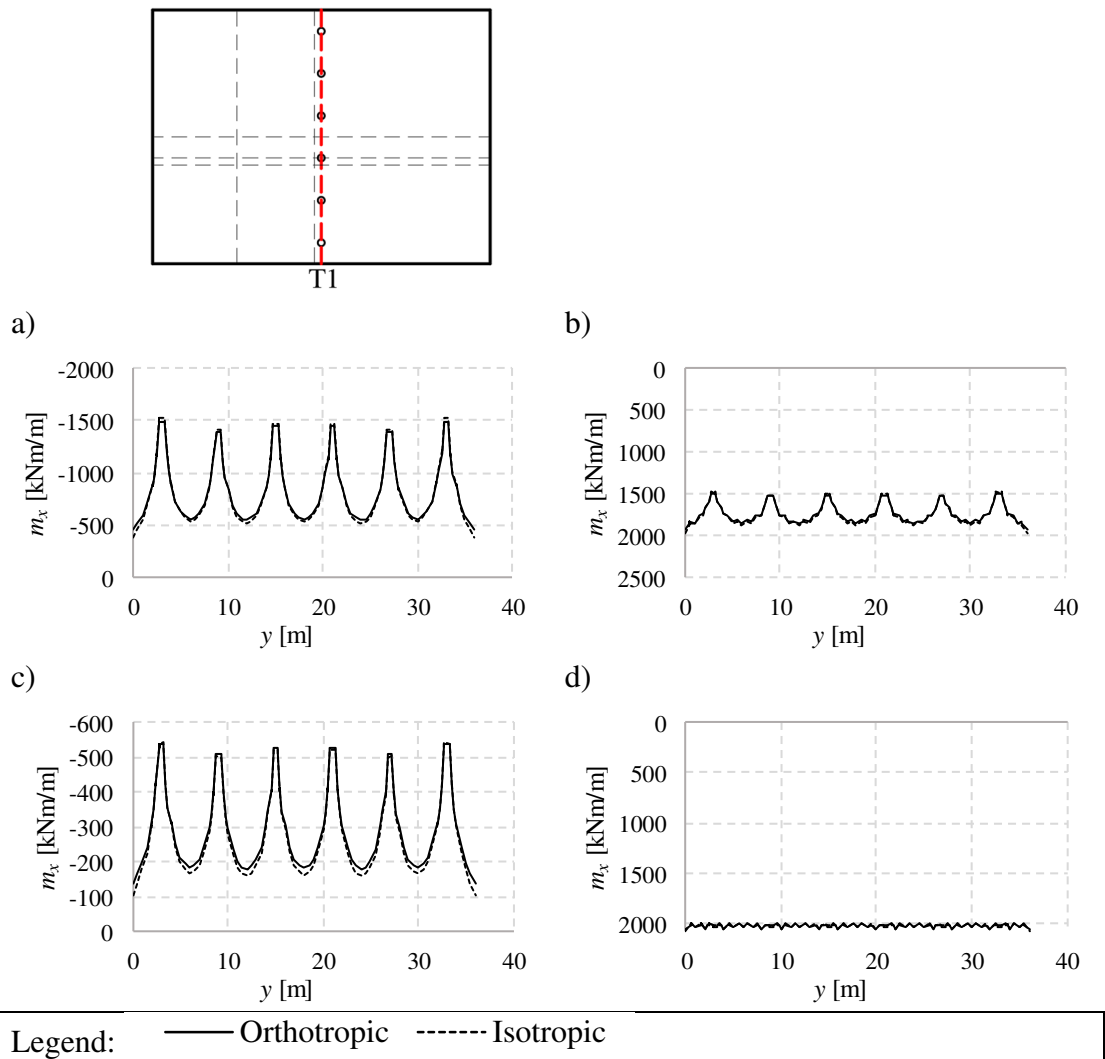 T1
a)
b)
-2000
-1500
-1000
-500
0
m_x [kNm/m]
0 10 20 30 40
y [m]
0
500
1000
1500
2000
2500
m_x [kNm/m]
0 10 20 30 40
y [m]
c)
d)
-600
-500
-400
-300
-200
-100
0
m_x [kNm/m]
0 10 20 30 40
y [m]
0
500
1000
1500
2000
m_x [kNm/m]
0 10 20 30 40
y [m]
Legend: Orthotropic Isotropic